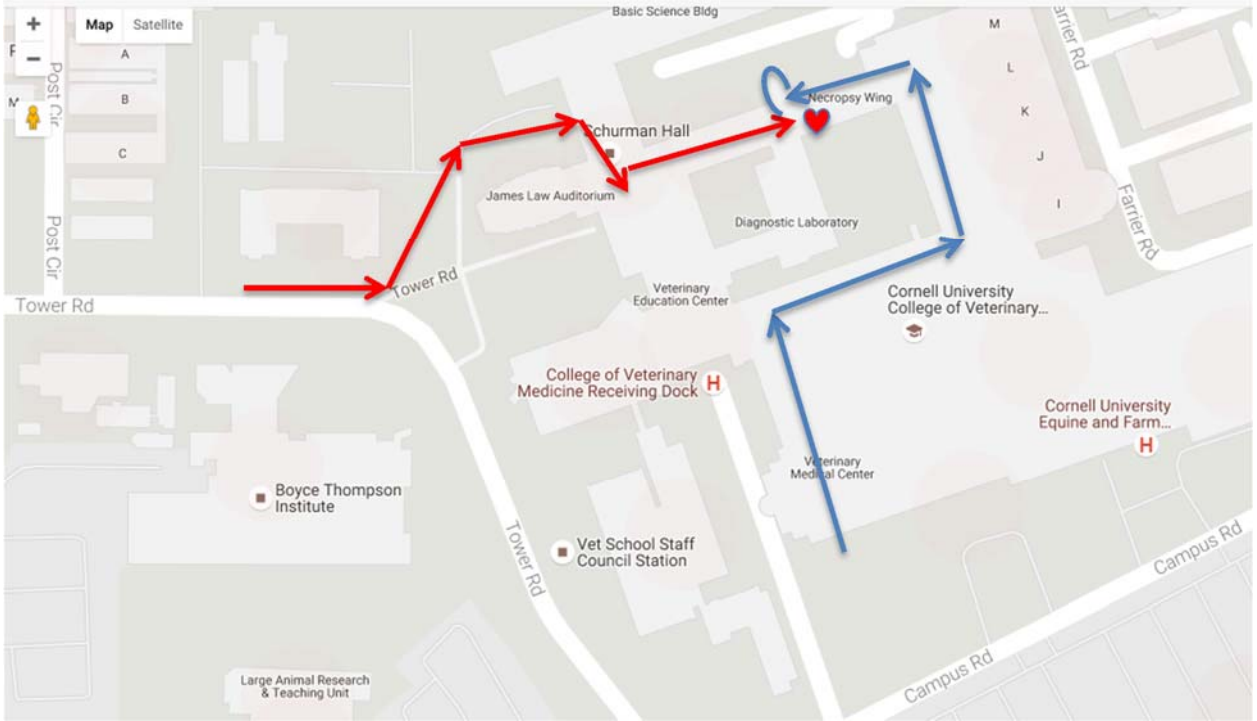 Basic Science Bldg
+
Map
Satellite
−
A
B
C
M
L
K
J
I
Post Cir
Post Cir
Farrier Rd
Farrier Rd
Necropsy Wing
Schurman Hall
James Law Auditorium
Diagnostic Laboratory
Tower Rd
Tower Rd
Veterinary
Education Center
Cornell University
College of Veterinary...
College of Veterinary
Medicine Receiving Dock
H
Cornell University
Equine and Farm...
H
Veterinary
Medical Center
Boyce Thompson
Institute
Vet School Staff
Council Station
Tower Rd
Campus Rd
Campus Rd
Large Animal Research
& Teaching Unit